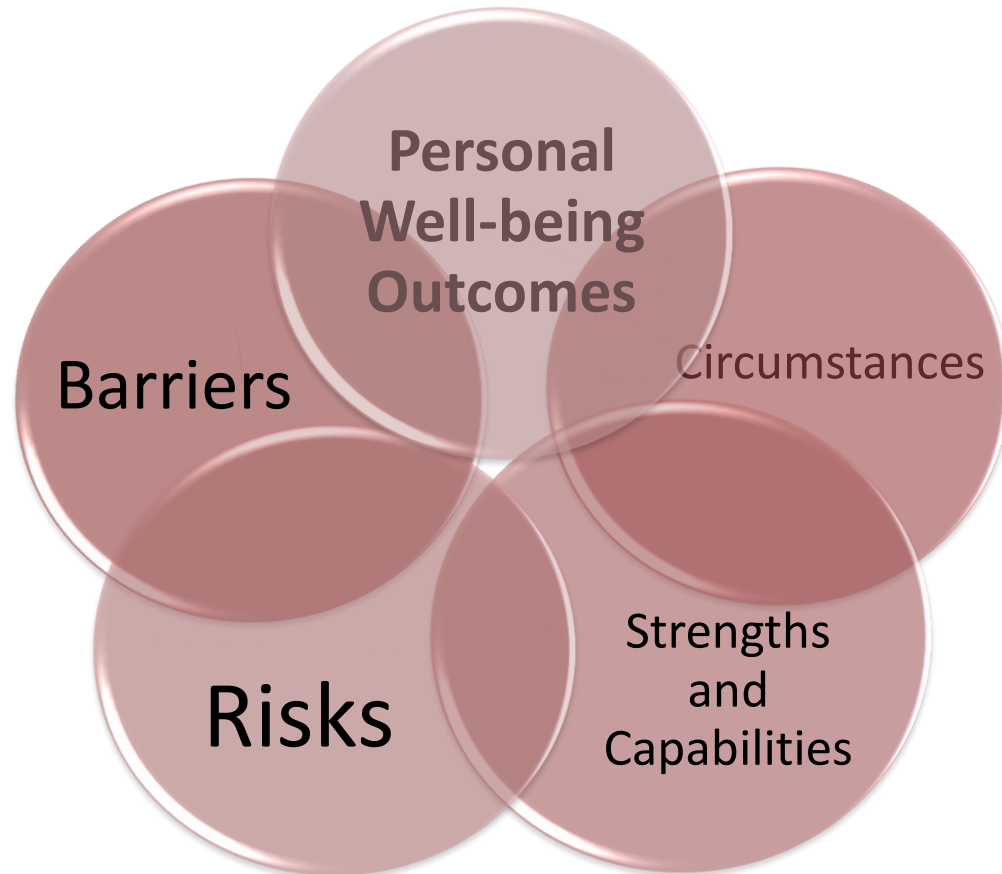 Personal
Well-being
Outcomes
Circumstances
Barriers
Strengths
and
Capabilities
Risks